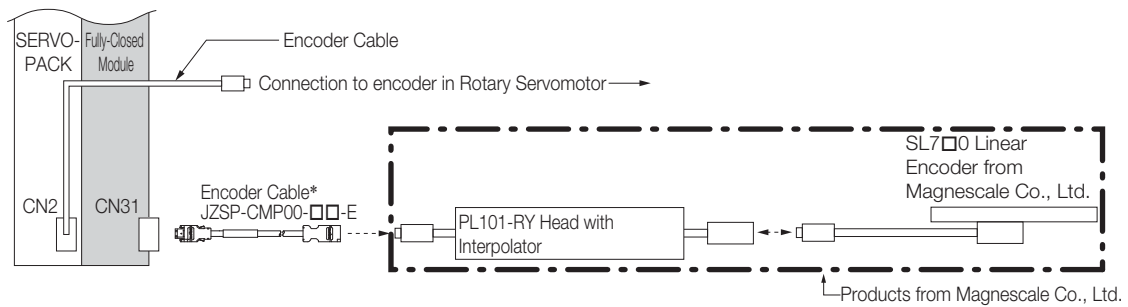 SERVO-
PACK
Fully-Closed
Module
Encoder Cable
Connection to encoder in Rotary Servomotor
SL7□0 Linear
Encoder from
Magnescale Co., Ltd.
CN2
CN31
Encoder Cable*
JZSP-CMP00-□□-E
PL101-RY Head with
Interpolator
Products from Magnescale Co., Ltd.